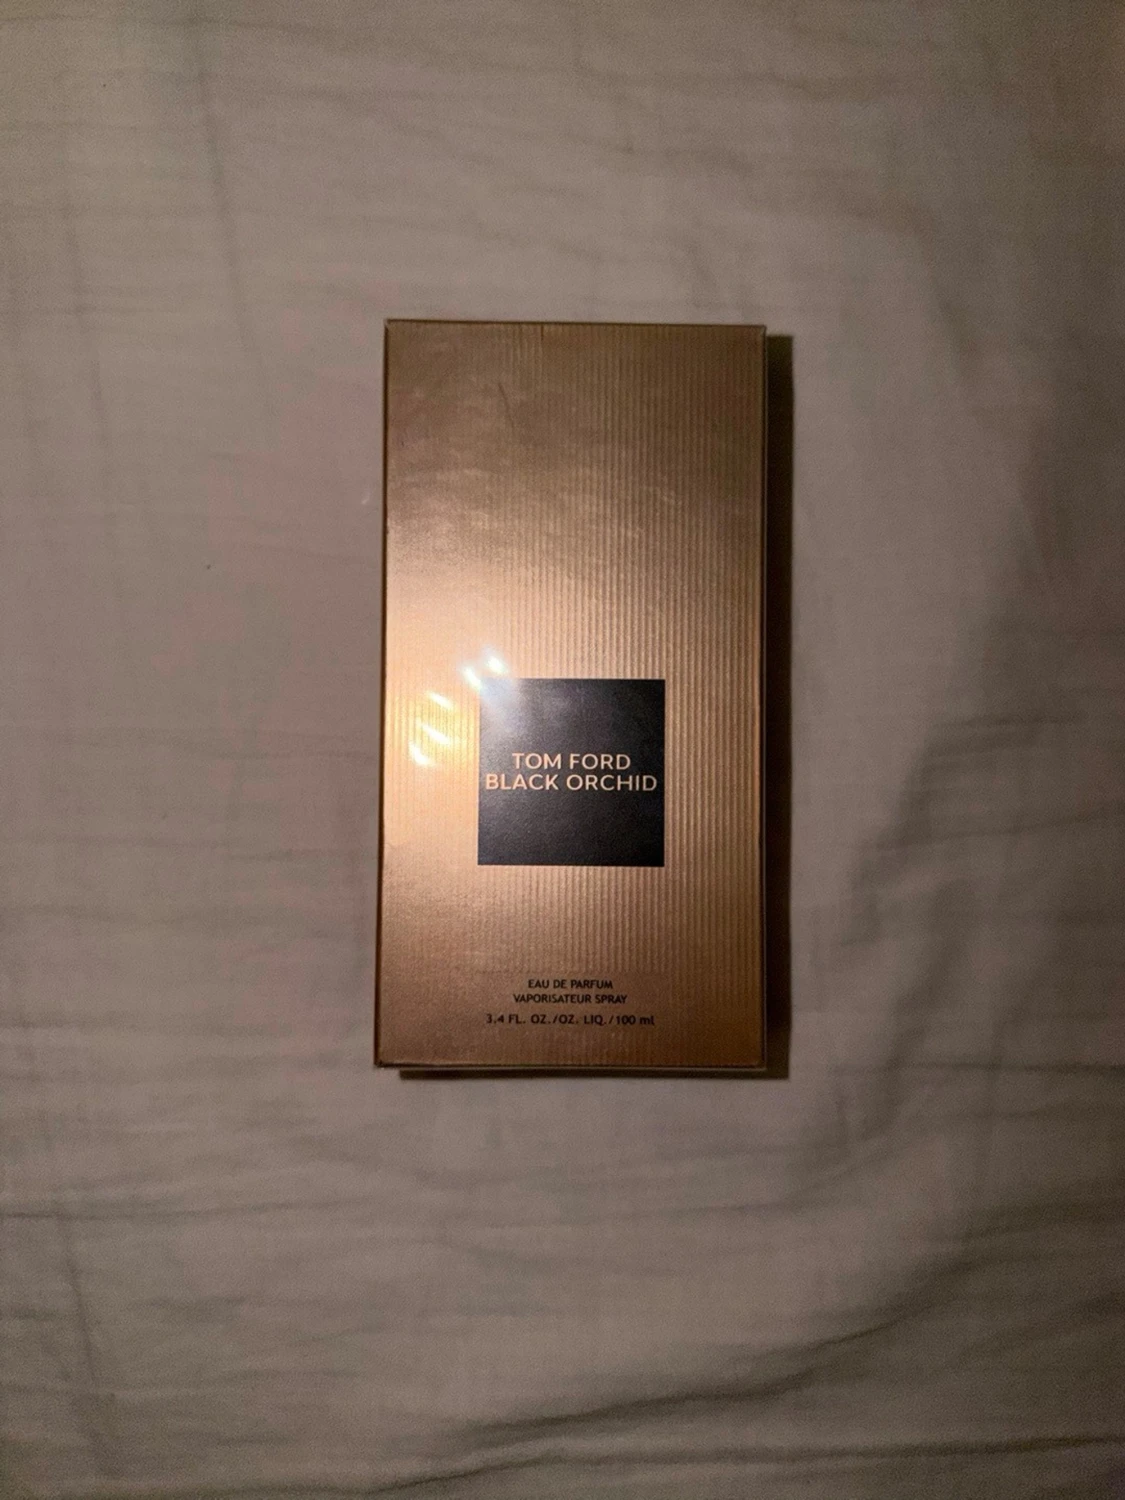 TOM FORD
BLACK ORCHID
EAU DE PARFUM
VAPORISATEUR SPRAY
3.4 FL. OZ./OZ. LIQ./100 ml